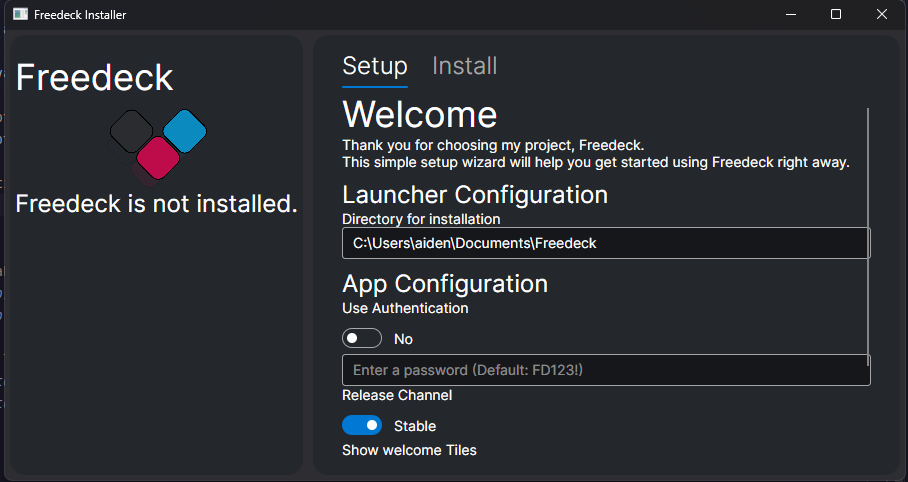 Freedeck Installer
Freedeck
Freedeck is not installed.
Setup Install
Welcome
Thank you for choosing my project, Freedeck.
This simple setup wizard will help you get started using Freedeck right away.
Launcher Configuration
Directory for installation
C:\Users\aiden\Documents\Freedeck
App Configuration
Use Authentication
No
Enter a password (Default: FD123!)
Release Channel
Stable
Show welcome Tiles